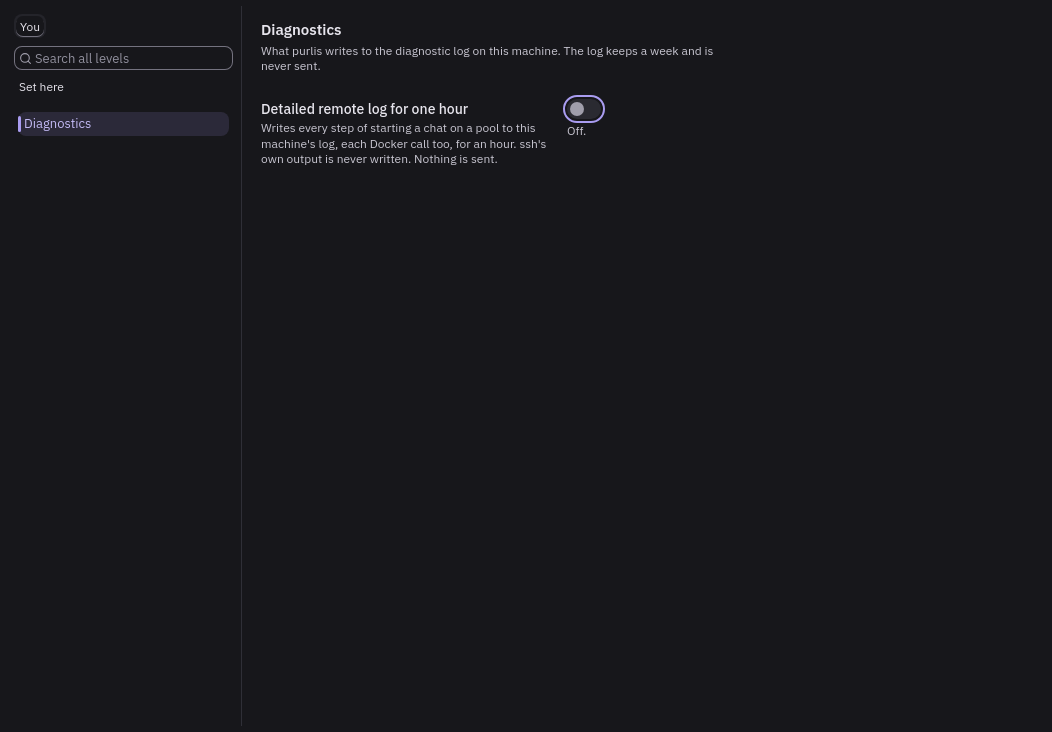 You
Search all levels
Set here
Diagnostics
Diagnostics
What purlis writes to the diagnostic log on this machine. The log keeps a week and is
never sent.
Detailed remote log for one hour
Writes every step of starting a chat on a pool to this
machine's log, each Docker call too, for an hour. ssh's
own output is never written. Nothing is sent.
Off.